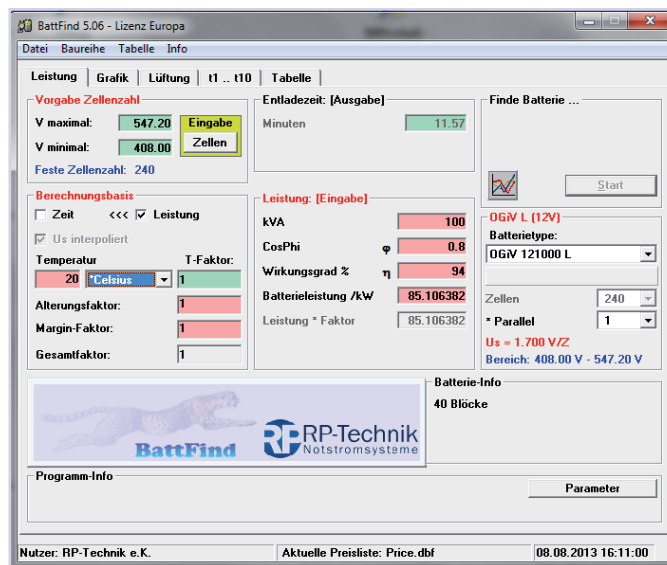 BattFind 5.06 - Lizenz Europa
Datei Baureihe Tabelle Info
Leistung Grafik Lüftung t1 .. t10 Tabelle
Vorgabe Zellenzahl
V maximal: 547.20
V minimal: 408.00
Eingabe
Zellen
Feste Zellenzahl: 240
Entladezeit: [Ausgabe]
Minuten 11.57
Finde Batterie ...
Start
Berechnungsbasis
Zeit <<< Leistung
Us interpoliert
Temperatur T-Faktor:
20 °Celsius 1
Alterungsfaktor: 1
Margin-Faktor: 1
Gesamtfaktor: 1
Leistung: [Eingabe]
kVA 100
CosPhi φ 0.8
Wirkungsgrad % η 94
Batterieleistung /kW 85.106382
Leistung * Faktor 85.106382
OGiV L (12V)
Batterietype:
OGiV 121000 L
Zellen 240
* Parallel 1
Us = 1.700 V/Z
Bereich: 408.00 V - 547.20 V
BattFind
RP RP-Technik
Notstromsysteme
Batterie-Info
40 Blöcke
Programm-Info
Parameter
Nutzer: RP-Technik e.K. Aktuelle Preisliste: Price.dbf 08.08.2013 16:11:00